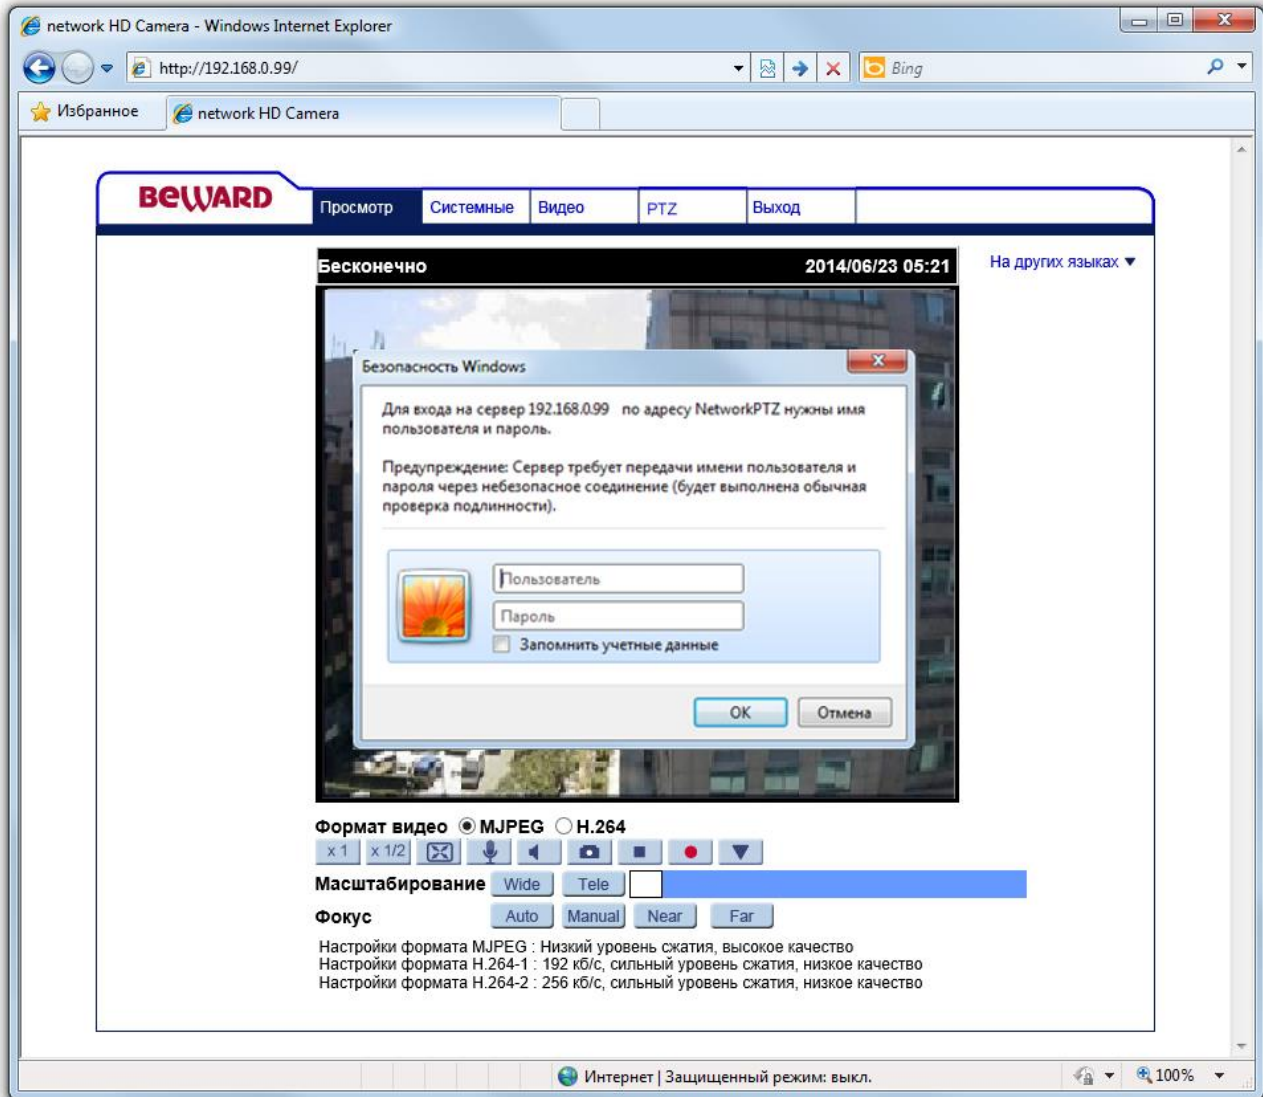 network HD Camera - Windows Internet Explorer
http://192.168.0.99/
Bing
Избранное
network HD Camera
BEWARD
Просмотр Системные Видео PTZ Выход
Бесконечно 2014/06/23 05:21
На других языках
Безопасность Windows
Для входа на сервер 192.168.0.99 по адресу NetworkPTZ нужны имя
пользователя и пароль.
Предупреждение: Сервер требует передачи имени пользователя и
пароля через небезопасное соединение (будет выполнена обычная
проверка подлинности).
Пользователь
Пароль
Запомнить учетные данные
OK Отмена
Формат видео MJPEG H.264
x 1 x 1/2
Масштабирование Wide Tele
Фокус Auto Manual Near Far
Настройки формата MJPEG : Низкий уровень сжатия, высокое качество
Настройки формата H.264-1 : 192 кб/с, сильный уровень сжатия, низкое качество
Настройки формата H.264-2 : 256 кб/с, сильный уровень сжатия, низкое качество
Интернет | Защищенный режим: выкл.
100%